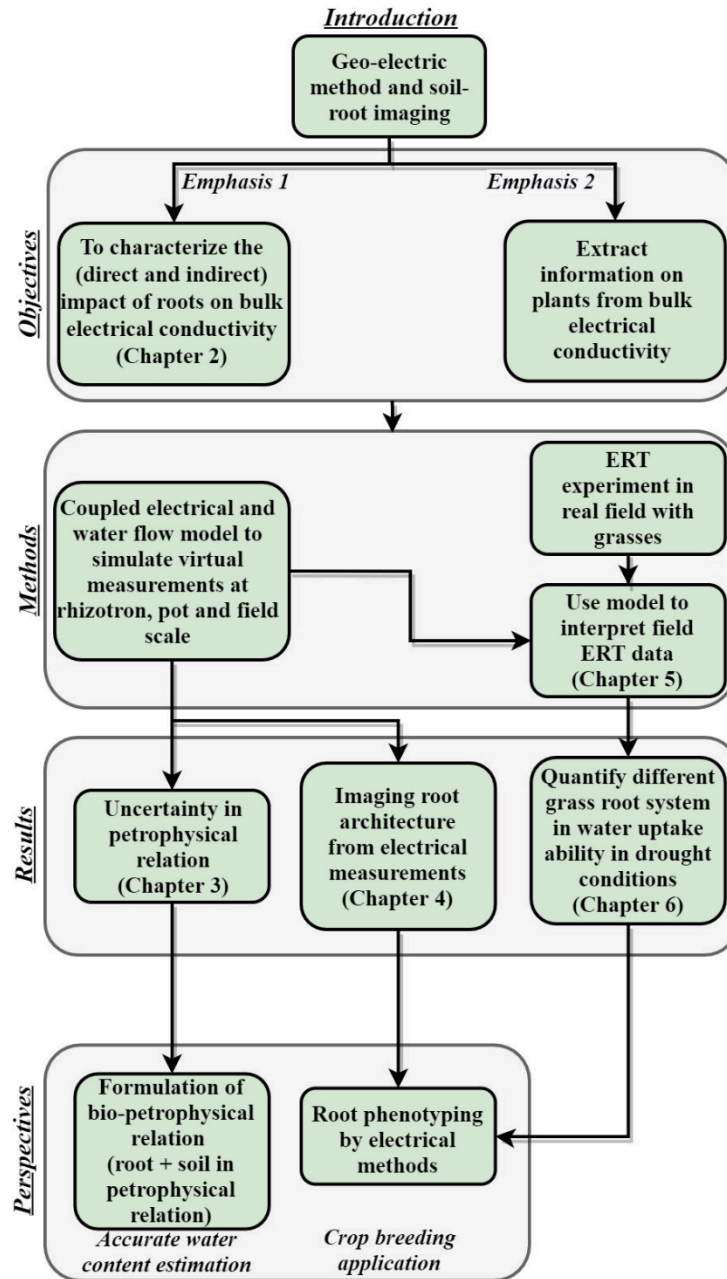 Introduction
Geo-electric
method and soil-
root imaging
Objectives
Emphasis 1
Emphasis 2
To characterize the
(direct and indirect)
impact of roots on bulk
electrical conductivity
(Chapter 2)
Extract
information on
plants from bulk
electrical
conductivity
Methods
Coupled electrical and
water flow model to
simulate virtual
measurements at
rhizotron, pot and field
scale
ERT
experiment in
real field with
grasses
Use model to
interpret field
ERT data
(Chapter 5)
Results
Uncertainty in
petrophysical
relation
(Chapter 3)
Imaging root
architecture
from electrical
measurements
(Chapter 4)
Quantify different
grass root system
in water uptake
ability in drought
conditions
(Chapter 6)
Perspectives
Formulation of
bio-petrophysical
relation
(root + soil in
petrophysical
relation)
Root phenotyping
by electrical
methods
Accurate water
content estimation
Crop breeding
application